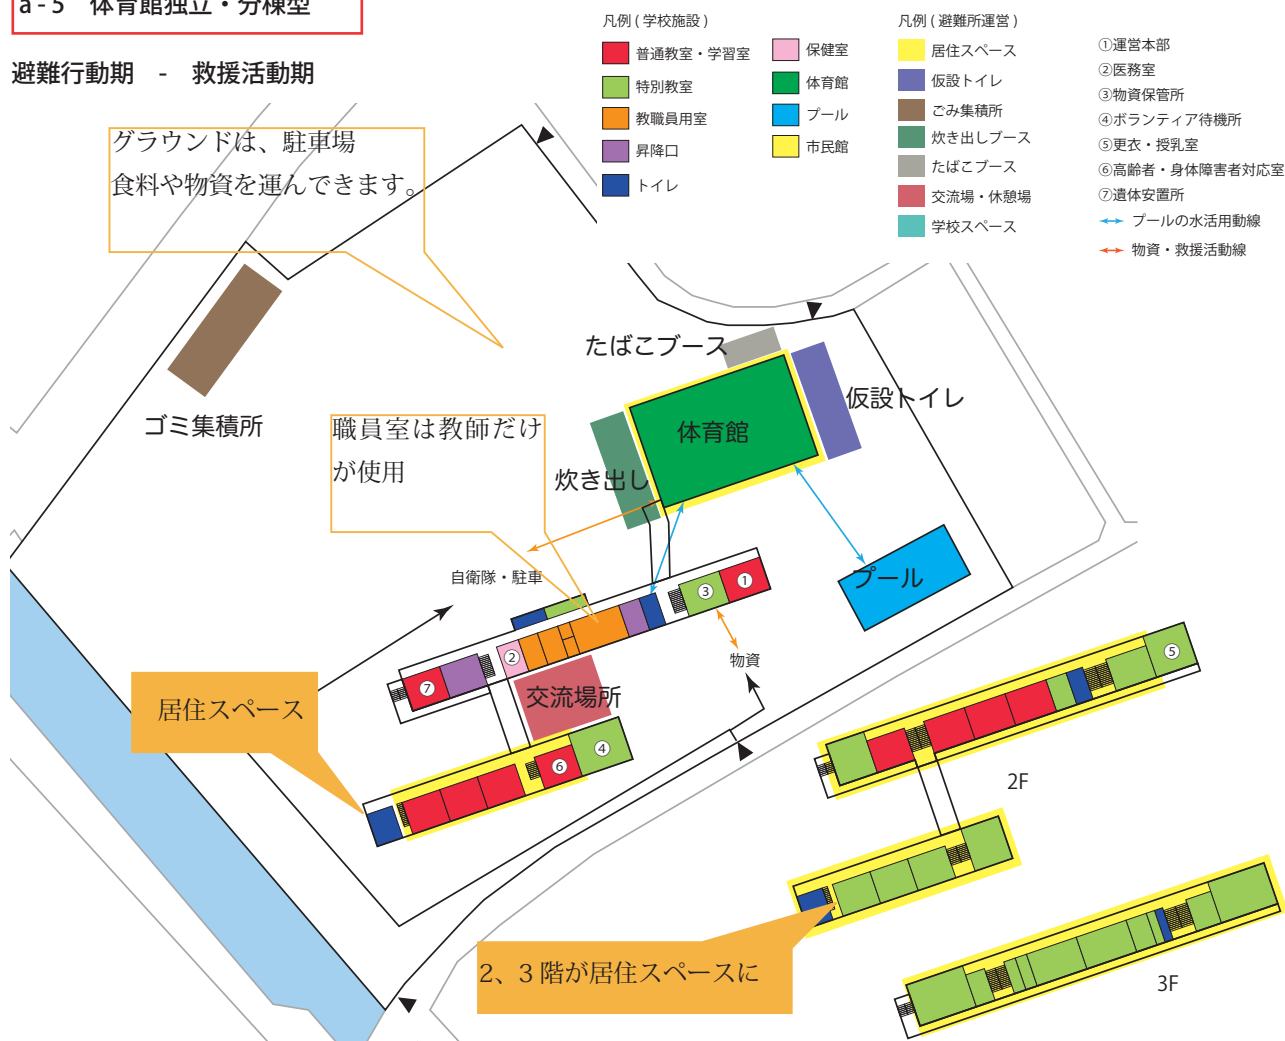 a-5 体育館独立・分棟型
避難行動期 - 救援活動期
凡例(学校施設)
普通教室・学習室
特別教室
教職員用室
昇降口
トイレ
保健室
体育館
プール
市民館
凡例(避難所運営)
居住スペース
仮設トイレ
ごみ集積所
炊き出しブース
たばこブース
交流場・休憩場
学校スペース
①運営本部
②医務室
③物資保管所
④ボランティア待機所
⑤更衣・授乳室
⑥高齢者・身体障害者対応室
⑦遺体安置所
プールの水活用動線
物資・救援活動線
グラウンドは、駐車場
食料や物資を運んできます。
ゴミ集積所
たばこブース
仮設トイレ
体育館
職員室は教師だけ
が使用
炊き出し
プール
自衛隊・駐車
①
③
②
⑦
物資
交流場所
居住スペース
④
⑥
⑤
2F
2、3階が居住スペースに
3F